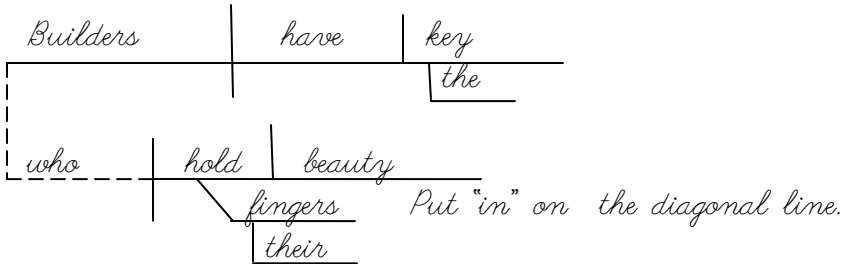 Builders have key
the
who hold beauty
fingers Put “in” on the diagonal line.
their